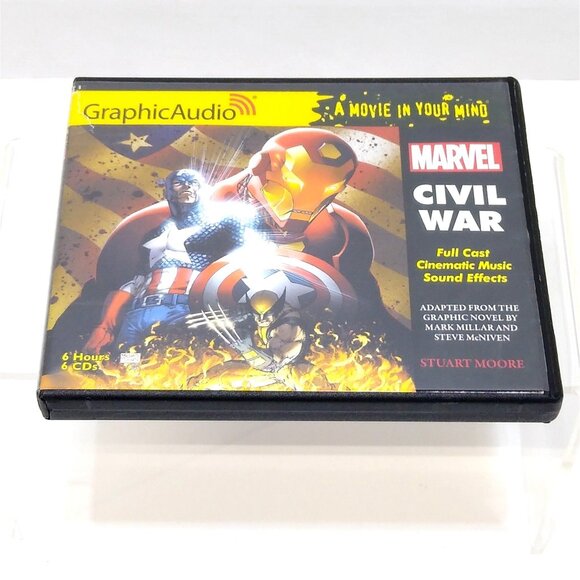 GraphicAudio
A MOVIE IN YOUR MIND
MARVEL
CIVIL
WAR
Full Cast
Cinematic Music
Sound Effects
ADAPTED FROM THE
GRAPHIC NOVEL BY
MARK MILLAR AND
STEVE McNIVEN
STUART MOORE
6 Hours
6 CDs